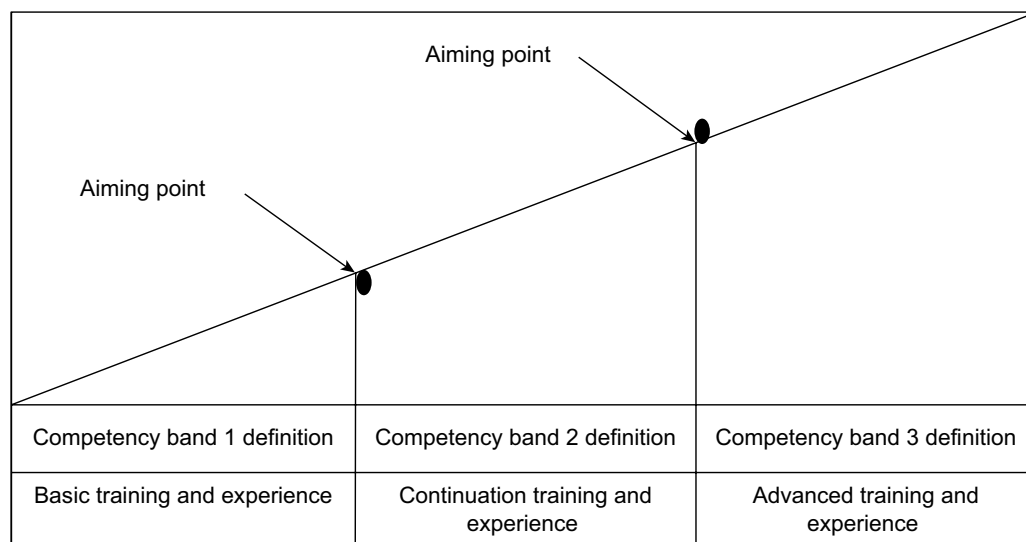 Aiming point
Aiming point
Competency band 1 definition
Competency band 2 definition
Competency band 3 definition
Basic training and experience
Continuation training and
experience
Advanced training and
experience